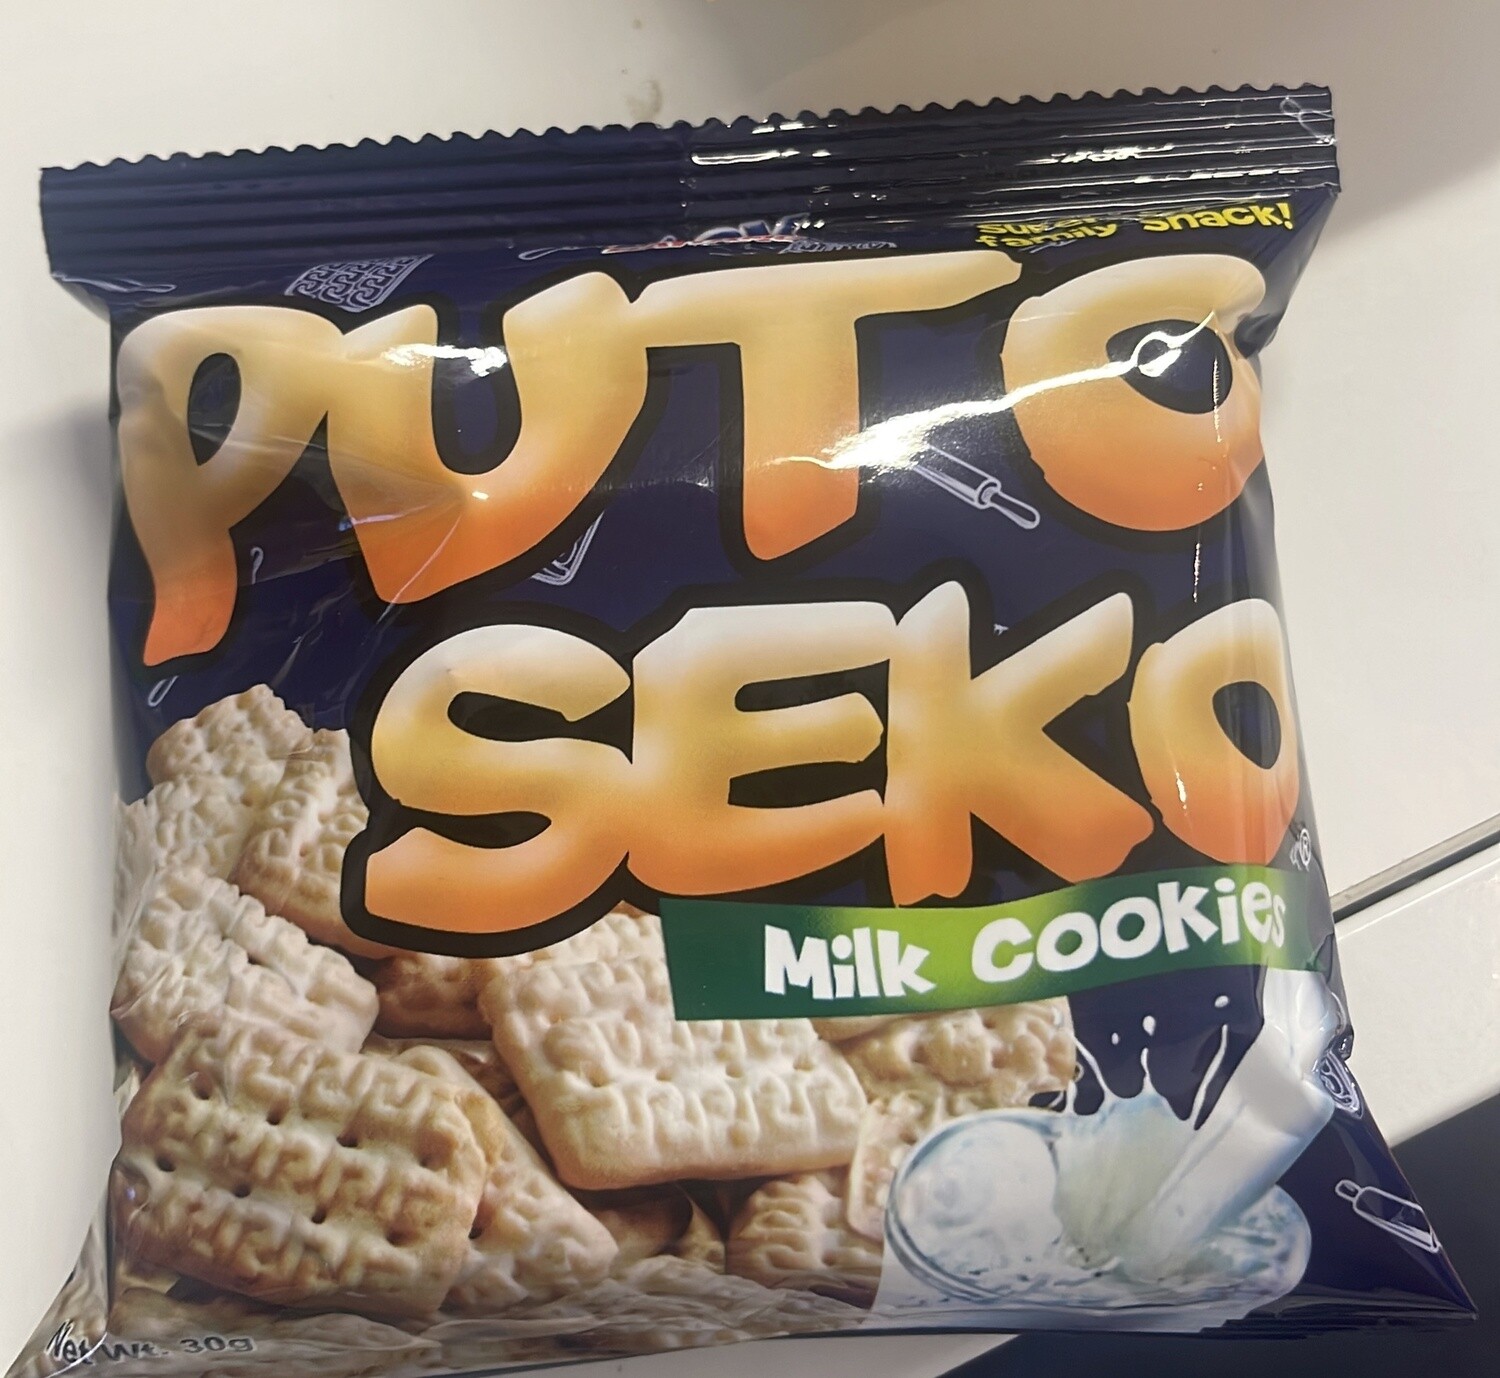 super
family snack!
PUTO
SEKO
®
Milk Cookies
Net Wt. 30g